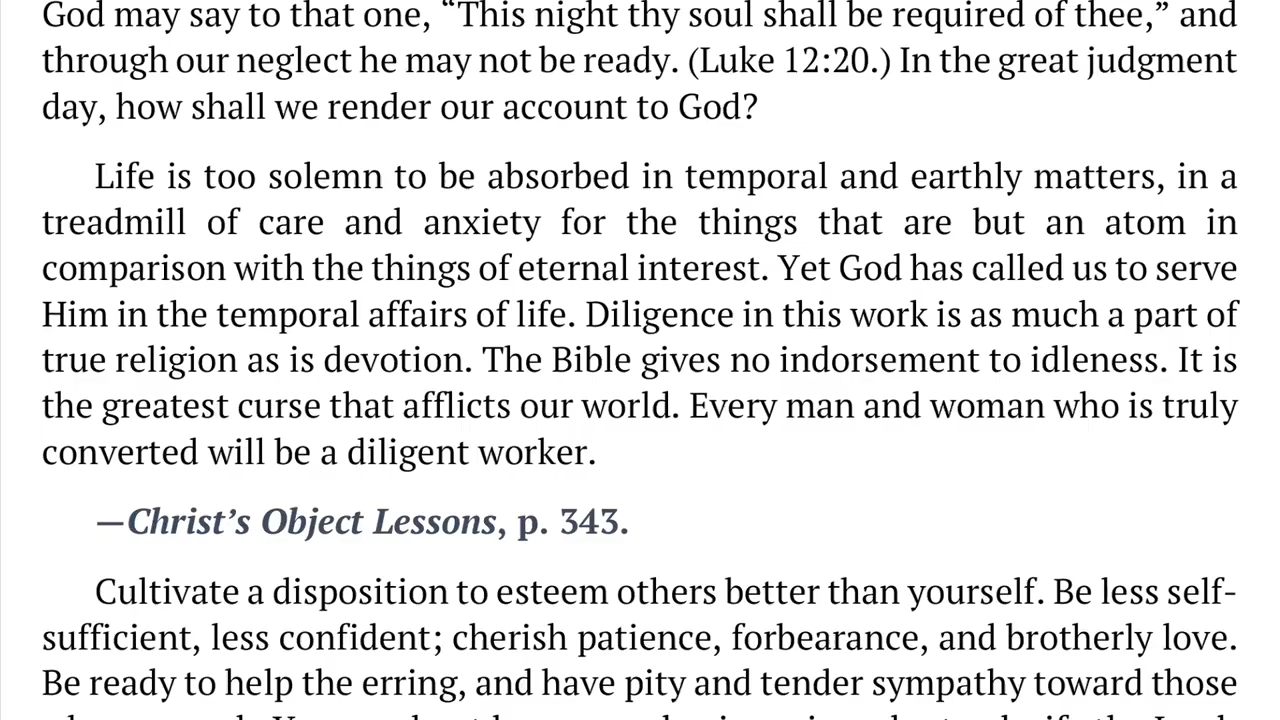 God may say to that one, “This night thy soul shall be required of thee,” and
through our neglect he may not be ready. (Luke 12:20.) In the great judgment
day, how shall we render our account to God?
Life is too solemn to be absorbed in temporal and earthly matters, in a
treadmill of care and anxiety for the things that are but an atom in
comparison with the things of eternal interest. Yet God has called us to serve
Him in the temporal affairs of life. Diligence in this work is as much a part of
true religion as is devotion. The Bible gives no indorsement to idleness. It is
the greatest curse that afflicts our world. Every man and woman who is truly
converted will be a diligent worker.
—Christ’s Object Lessons, p. 343.
Cultivate a disposition to esteem others better than yourself. Be less self-
sufficient, less confident; cherish patience, forbearance, and brotherly love.
Be ready to help the erring, and have pity and tender sympathy toward those